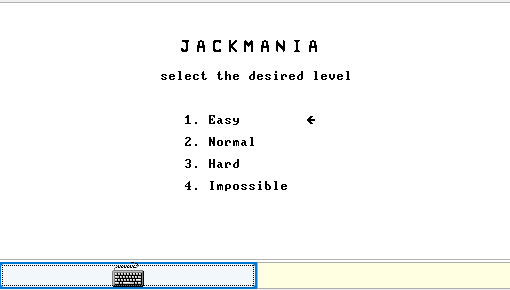 JACKMANIA
select the desired level
1. Easy ←
2. Normal
3. Hard
4. Impossible